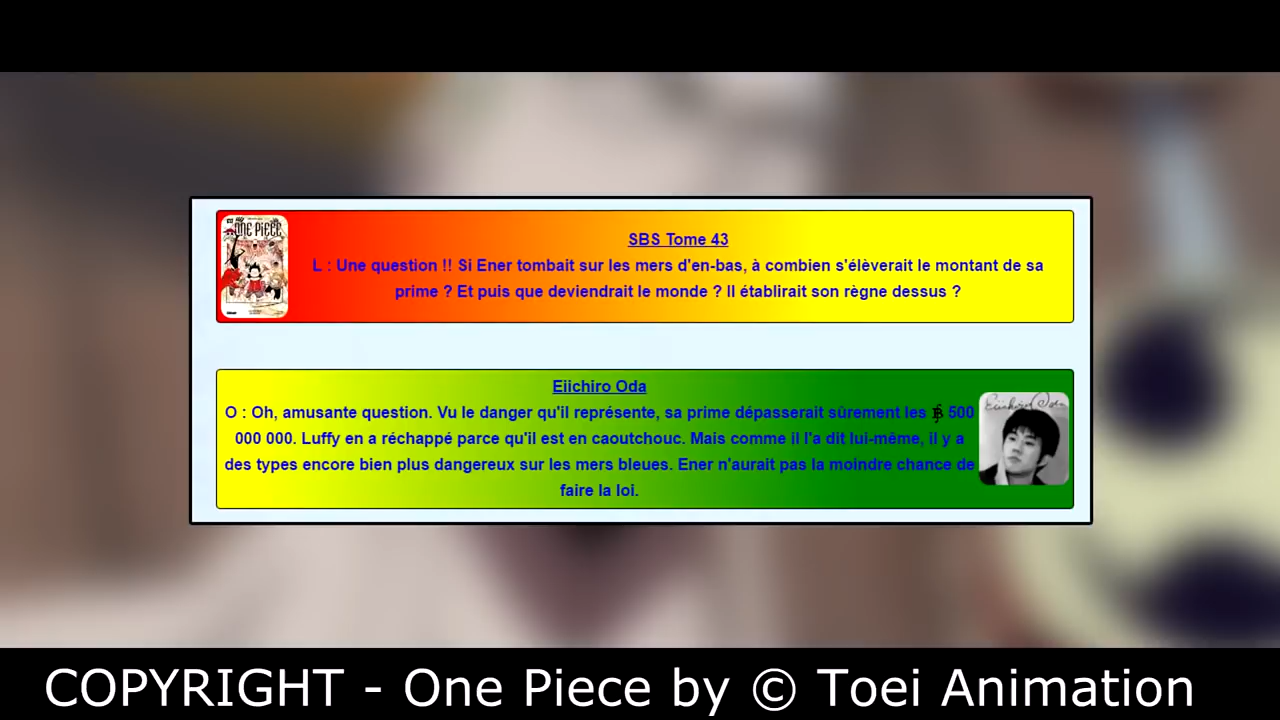 ONE PIECE
SBS Tome 43
L : Une question !! Si Ener tombait sur les mers d'en-bas, à combien s'élèverait le montant de sa
prime ? Et puis que deviendrait le monde ? Il établirait son règne dessus ?
Eiichiro Oda
O : Oh, amusante question. Vu le danger qu'il représente, sa prime dépasserait sûrement les 500
000 000. Luffy en a réchappé parce qu'il est en caoutchouc. Mais comme il l'a dit lui-même, il y a
des types encore bien plus dangereux sur les mers bleues. Ener n'aurait pas la moindre chance de
faire la loi.
Eiichiro Oda
COPYRIGHT - One Piece by © Toei Animation